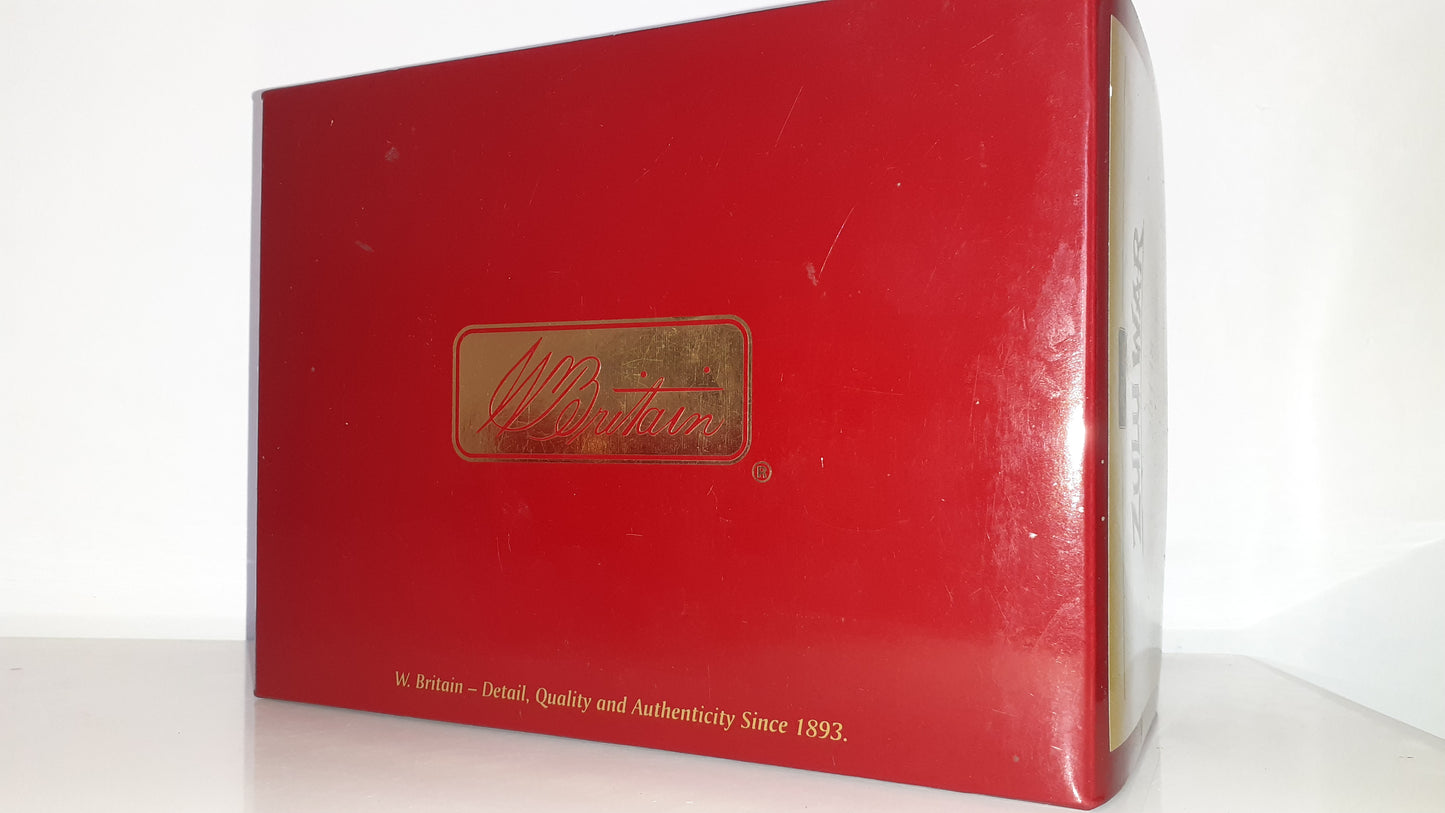 W Britain
®
W. Britain – Detail, Quality and Authenticity Since 1893.
ZULU WAR